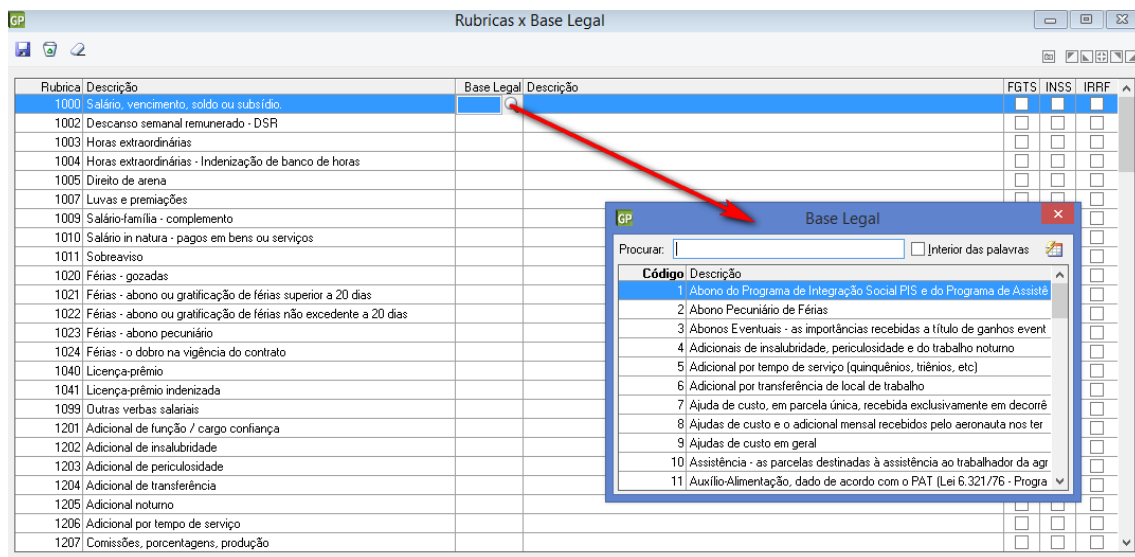 GP Rubricas x Base Legal
Rubrica Descrição Base Legal Descrição FGTS INSS IRRF
1000 Salário, vencimento, soldo ou subsídio.
1002 Descanso semanal remunerado - DSR
1003 Horas extraordinárias
1004 Horas extraordinárias - Indenização de banco de horas
1005 Direito de arena
1007 Luvas e premiações
1009 Salário-família - complemento
1010 Salário in natura - pagos em bens ou serviços
1011 Sobreaviso
1020 Férias - gozadas
1021 Férias - abono ou gratificação de férias superior a 20 dias
1022 Férias - abono ou gratificação de férias não excedente a 20 dias
1023 Férias - abono pecuniário
1024 Férias - o dobro na vigência do contrato
1040 Licença-prêmio
1041 Licença-prêmio indenizada
1099 Outras verbas salariais
1201 Adicional de função / cargo confiança
1202 Adicional de insalubridade
1203 Adicional de periculosidade
1204 Adicional de transferência
1205 Adicional noturno
1206 Adicional por tempo de serviço
1207 Comissões, porcentagens, produção
GP Base Legal
Procurar: Interior das palavras
Código Descrição
1 Abono do Programa de Integração Social PIS e do Programa de Assistê
2 Abono Pecuniário de Férias
3 Abonos Eventuais - as importâncias recebidas a título de ganhos event
4 Adicionais de insalubridade, periculosidade e do trabalho noturno
5 Adicional por tempo de serviço (quinquênios, triênios, etc)
6 Adicional por transferência de local de trabalho
7 Ajuda de custo, em parcela única, recebida exclusivamente em decorrê
8 Ajudas de custo e o adicional mensal recebidos pelo aeronauta nos ter
9 Ajudas de custo em geral
10 Assistência - as parcelas destinadas à assistência ao trabalhador da agr
11 Auxílio-Alimentação, dado de acordo com o PAT (Lei 6.321/76 - Progra